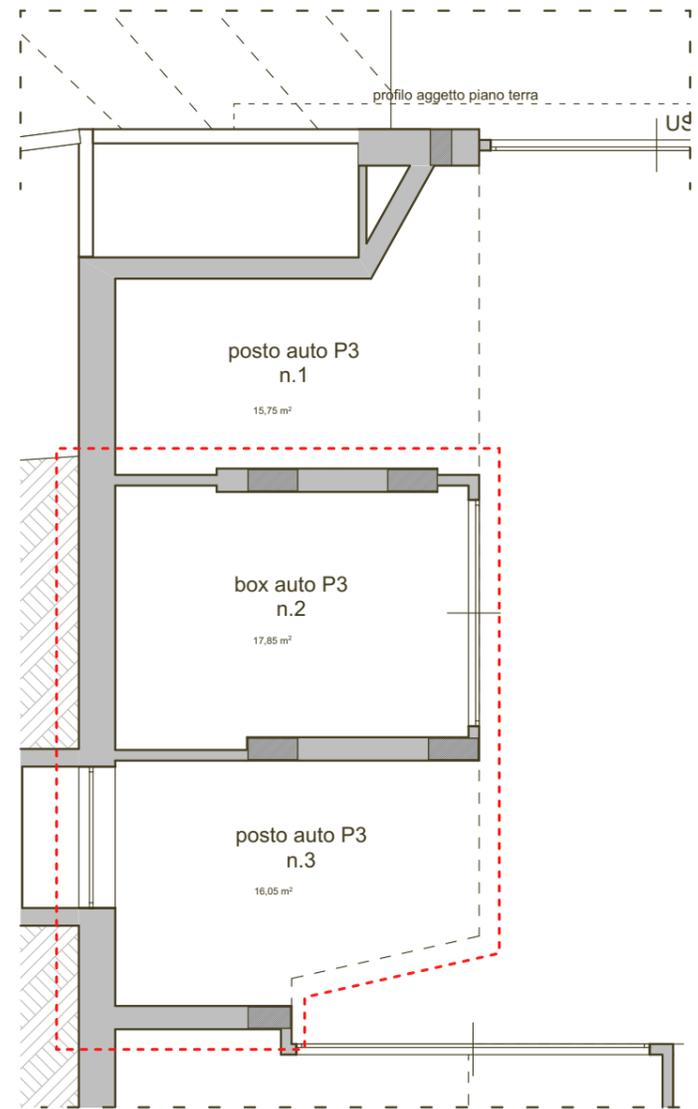 profilo aggetto piano terra
US
posto auto P3
n.1
15,75 m²
box auto P3
n.2
17,85 m²
posto auto P3
n.3
16,05 m²